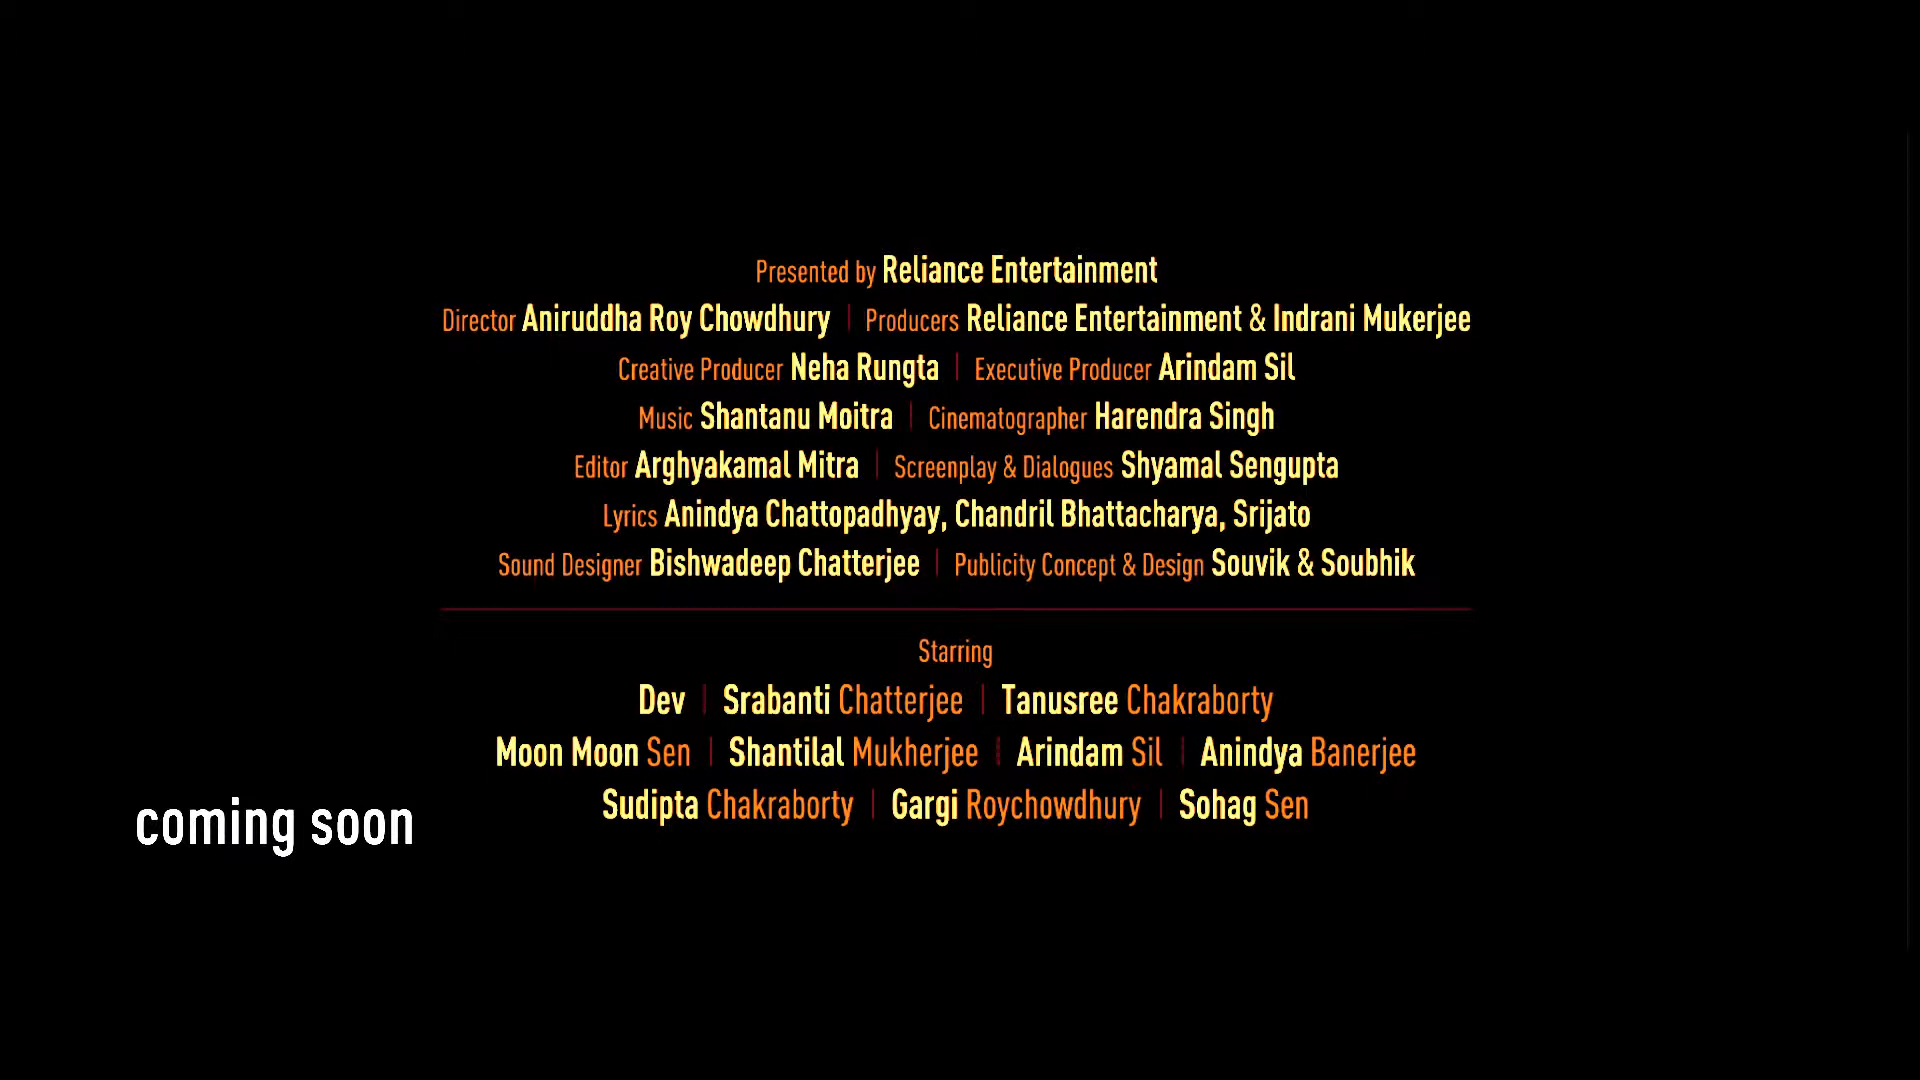 Presented by Reliance Entertainment
Director Aniruddha Roy Chowdhury | Producers Reliance Entertainment & Indrani Mukerjee
Creative Producer Neha Rungta | Executive Producer Arindam Sil
Music Shantanu Moitra | Cinematographer Harendra Singh
Editor Arghyakamal Mitra | Screenplay & Dialogues Shyamal Sengupta
Lyrics Anindya Chattopadhyay, Chandril Bhattacharya, Srijato
Sound Designer Bishwadeep Chatterjee | Publicity Concept & Design Souvik & Soubhik
Starring
Dev | Srabanti Chatterjee | Tanusree Chakraborty
Moon Moon Sen | Shantilal Mukherjee | Arindam Sil | Anindya Banerjee
Sudipta Chakraborty | Gargi Roychowdhury | Sohag Sen
coming soon